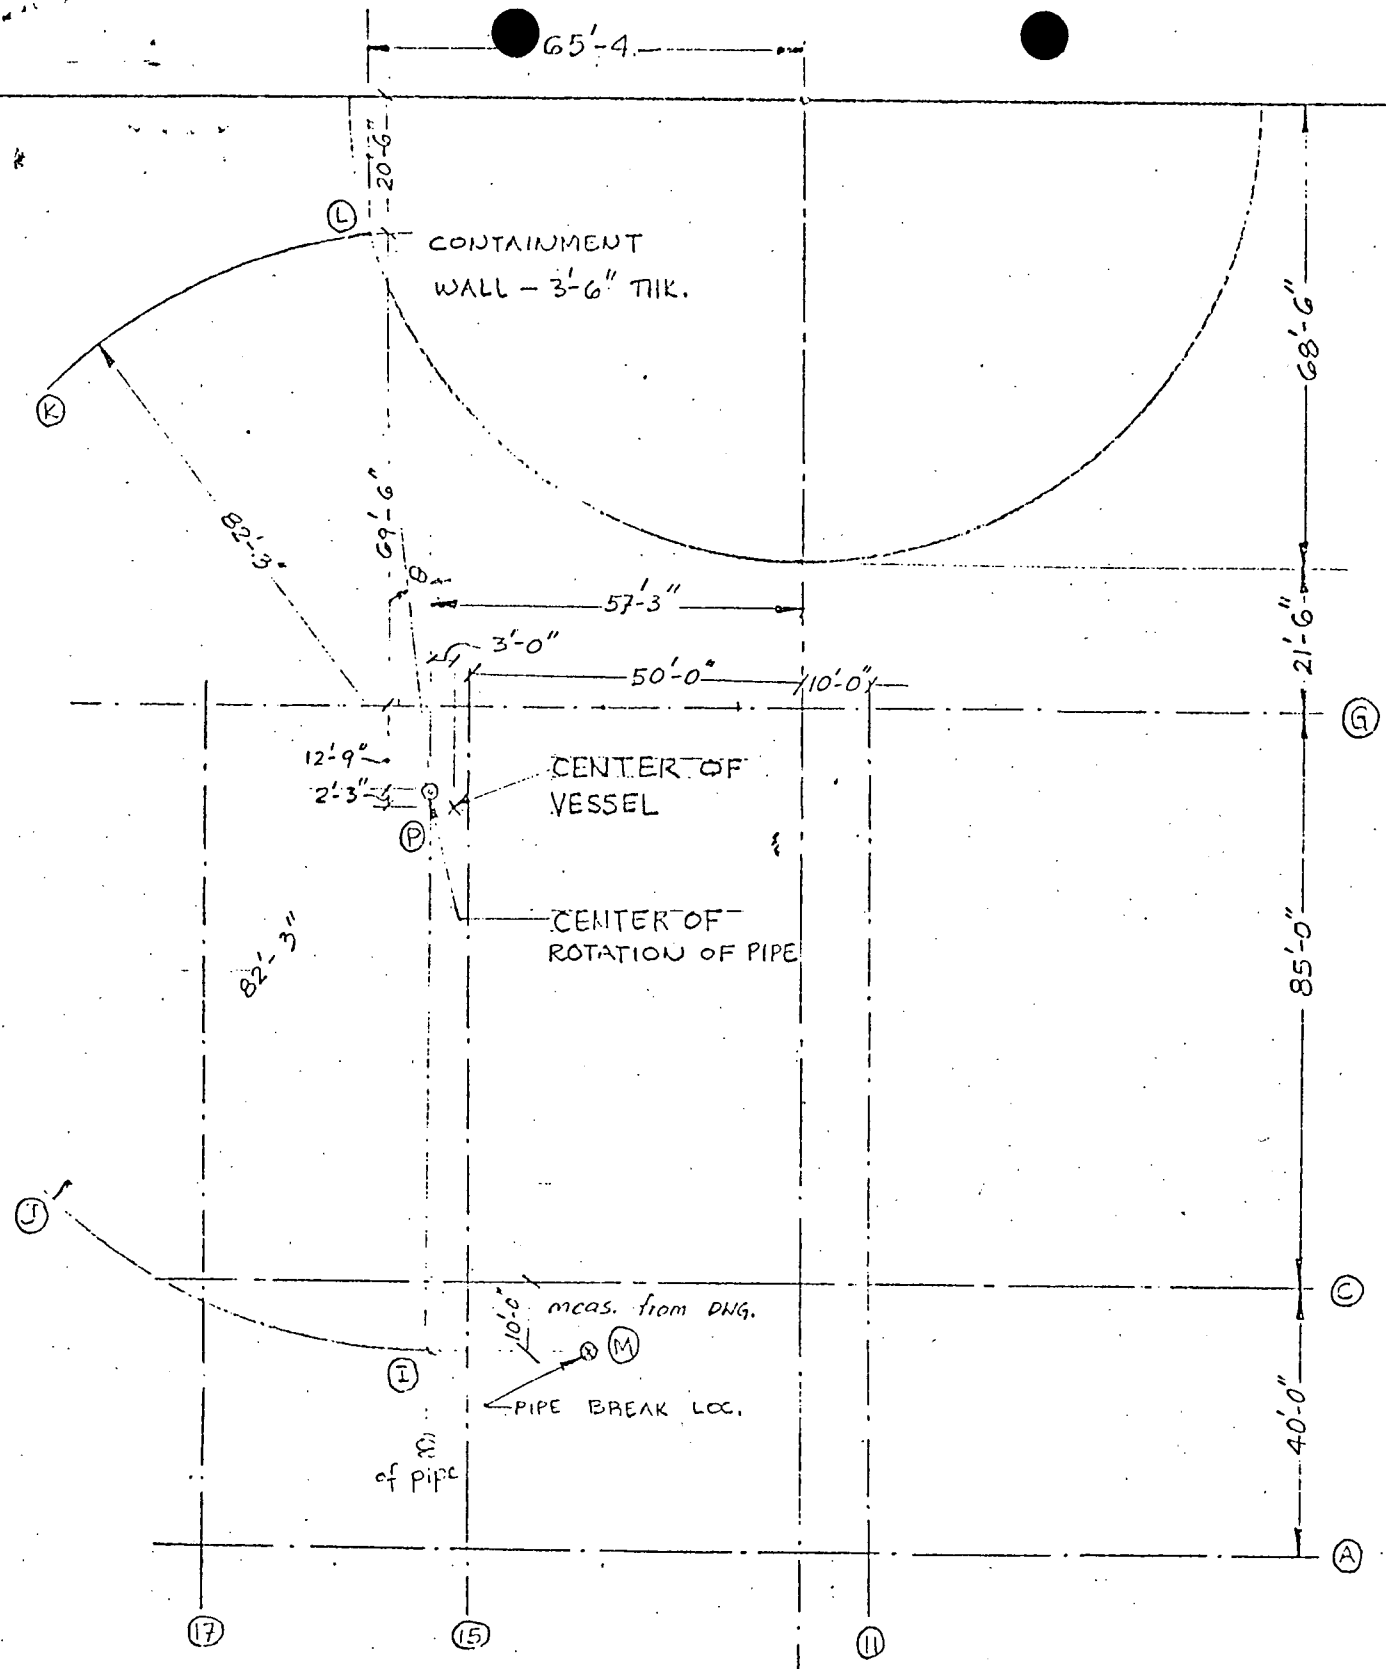 65'-4.
20'-6"
L
CONTAINMENT
WALL – 3'-6" THK.
68'-6"
K
82'-3"
69'-6"
θ
57'-3"
3'-0"
50'-0"
10'-0"
21'-6"
G
12'-9"
2'-3"
CENTER OF
VESSEL
P
CENTER OF
ROTATION OF PIPE
82'-3"
85'-0"
J
C
10'-0"
meas. from DWG.
M
I
PIPE BREAK LOC.
of pipe
40'-0"
A
17
15
11